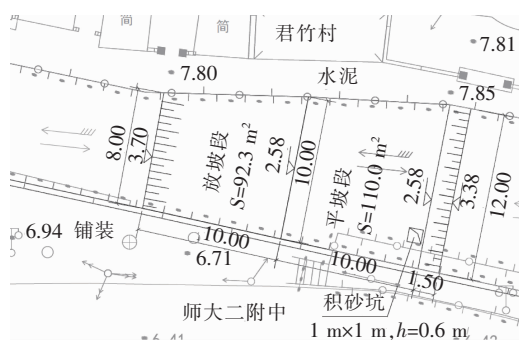 简
简
君竹村
7.81
7.80
水泥
7.85
8.00
3.70
放坡段
S=92.3 m²
2.58
10.00
平坡段
S=110.0 m²
2.58
3.38
12.00
6.94 铺装
10.00
6.71
10.00
1.50
师大二附中
积砂坑
1 m×1 m,h=0.6 m